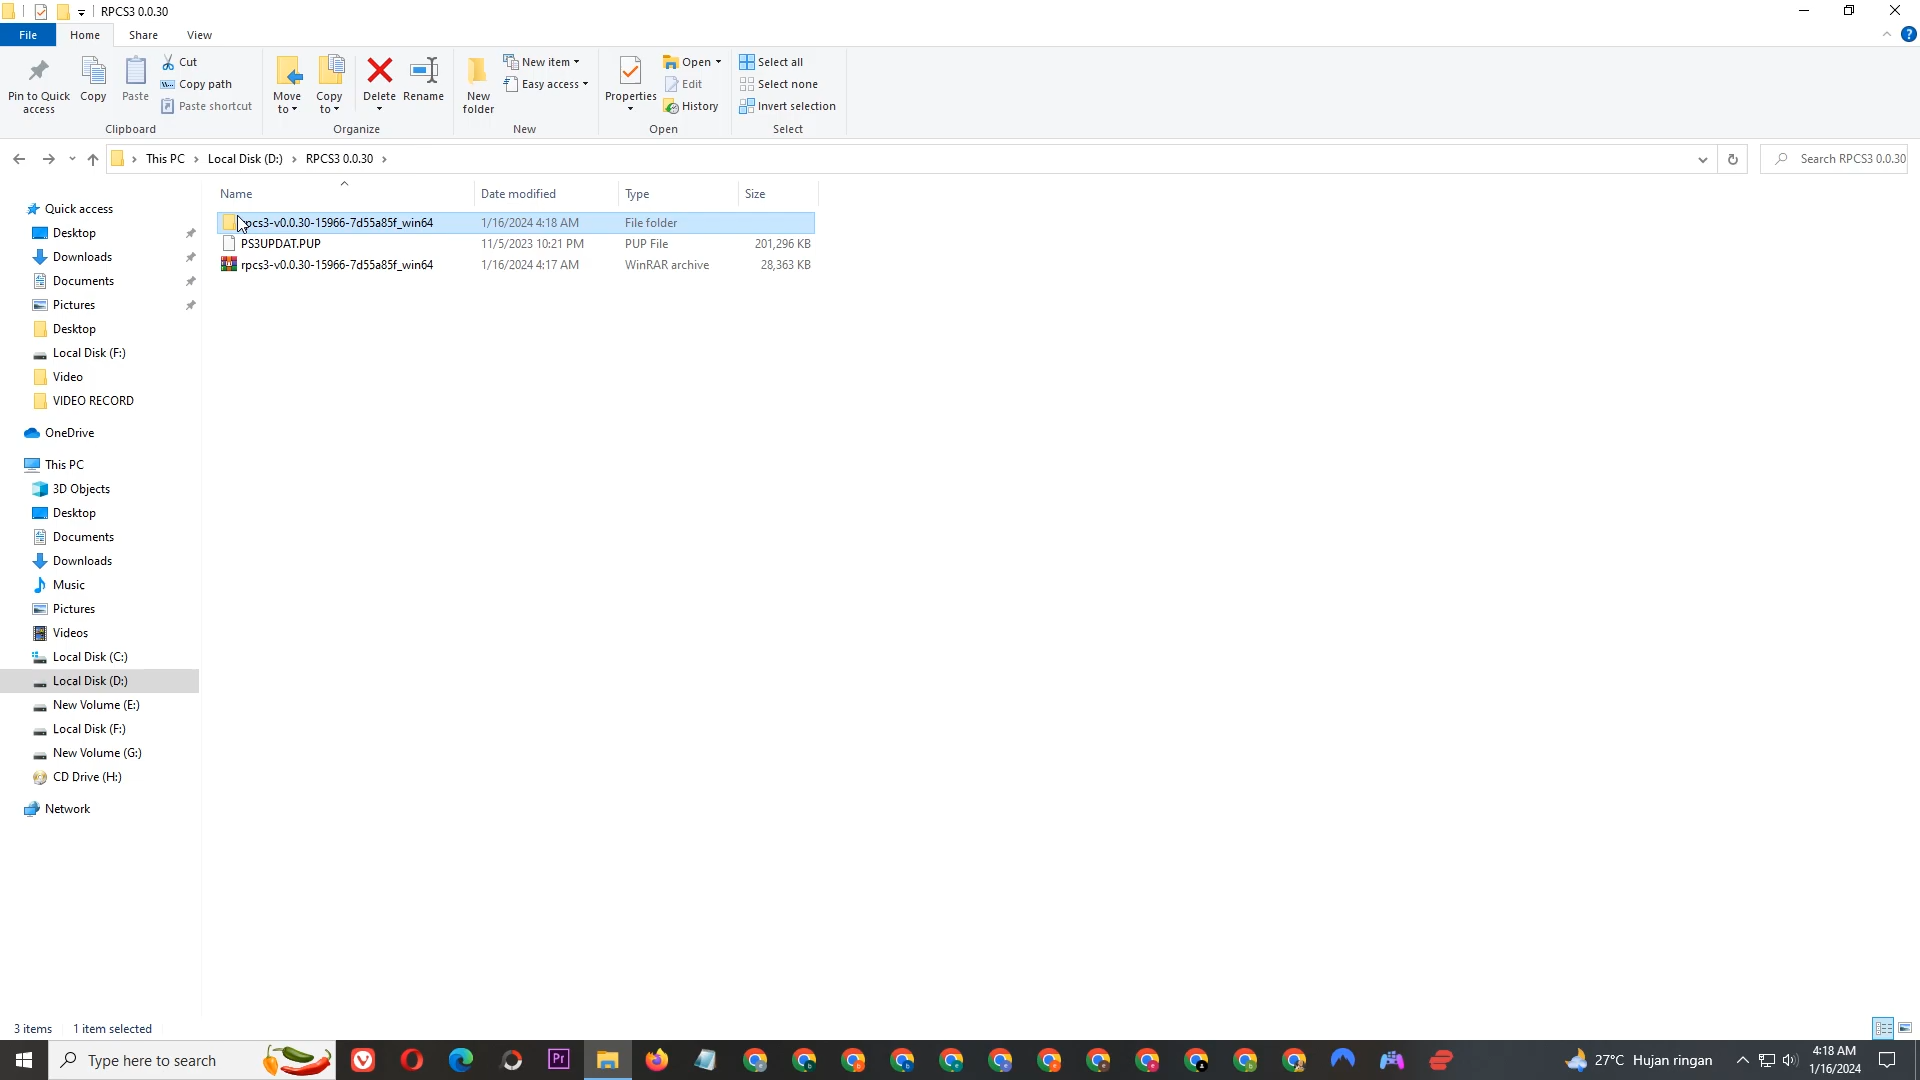 RPCS3 0.0.30
File Home Share View
Pin to Quick access
Copy
Paste
Cut
Copy path
Paste shortcut
Clipboard
Move to
Copy to
Delete
Rename
Organize
New folder
New item
Easy access
New
Properties
Open
Edit
History
Open
Select all
Select none
Invert selection
Select
This PC › Local Disk (D:) › RPCS3 0.0.30 ›
Search RPCS3 0.0.30
Name Date modified Type Size
pcs3-v0.0.30-15966-7d55a85f_win64 1/16/2024 4:18 AM File folder
PS3UPDAT.PUP 11/5/2023 10:21 PM PUP File 201,296 KB
rpcs3-v0.0.30-15966-7d55a85f_win64 1/16/2024 4:17 AM WinRAR archive 28,363 KB
Quick access
Desktop
Downloads
Documents
Pictures
Desktop
Local Disk (F:)
Video
VIDEO RECORD
OneDrive
This PC
3D Objects
Desktop
Documents
Downloads
Music
Pictures
Videos
Local Disk (C:)
Local Disk (D:)
New Volume (E:)
Local Disk (F:)
New Volume (G:)
CD Drive (H:)
Network
3 items 1 item selected
Type here to search
Pr
27°C Hujan ringan
4:18 AM
1/16/2024